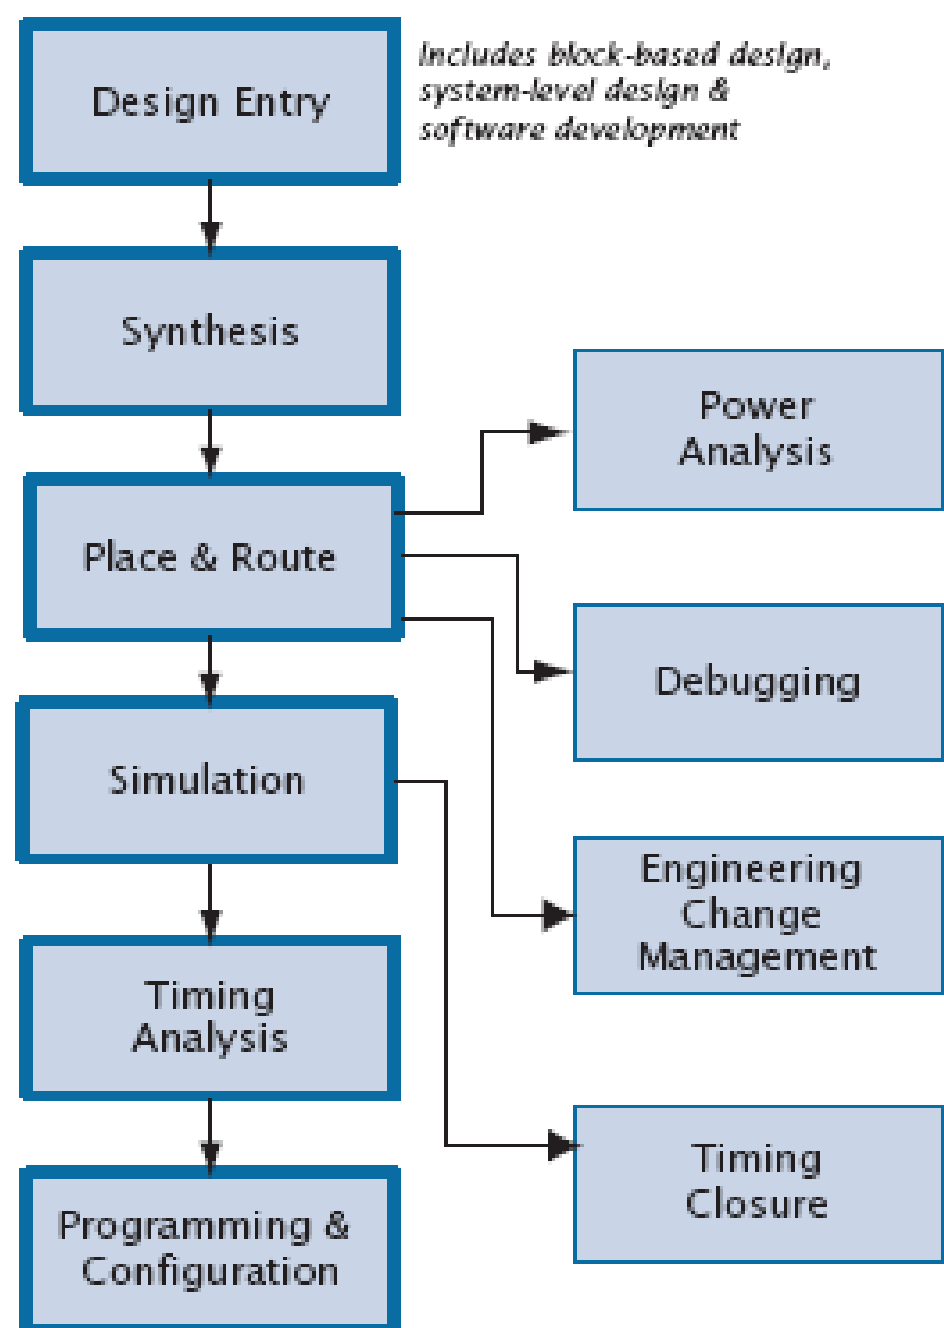 Design Entry
Includes block-based design,
system-level design &
software development
Synthesis
Power
Analysis
Place & Route
Debugging
Simulation
Engineering
Change
Management
Timing
Analysis
Timing
Closure
Programming &
Configuration